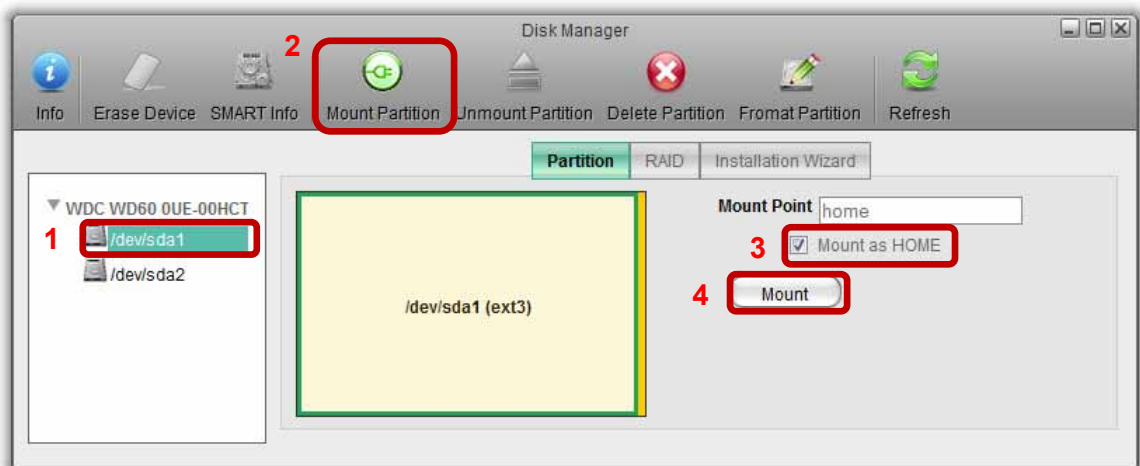 Disk Manager
2
Info Erase Device SMART Info Mount Partition Unmount Partition Delete Partition Fromat Partition Refresh
Partition RAID Installation Wizard
WDC WD60 0UE-00HCT
1 /dev/sda1
/dev/sda2
/dev/sda1 (ext3)
Mount Point home
3 Mount as HOME
4 Mount